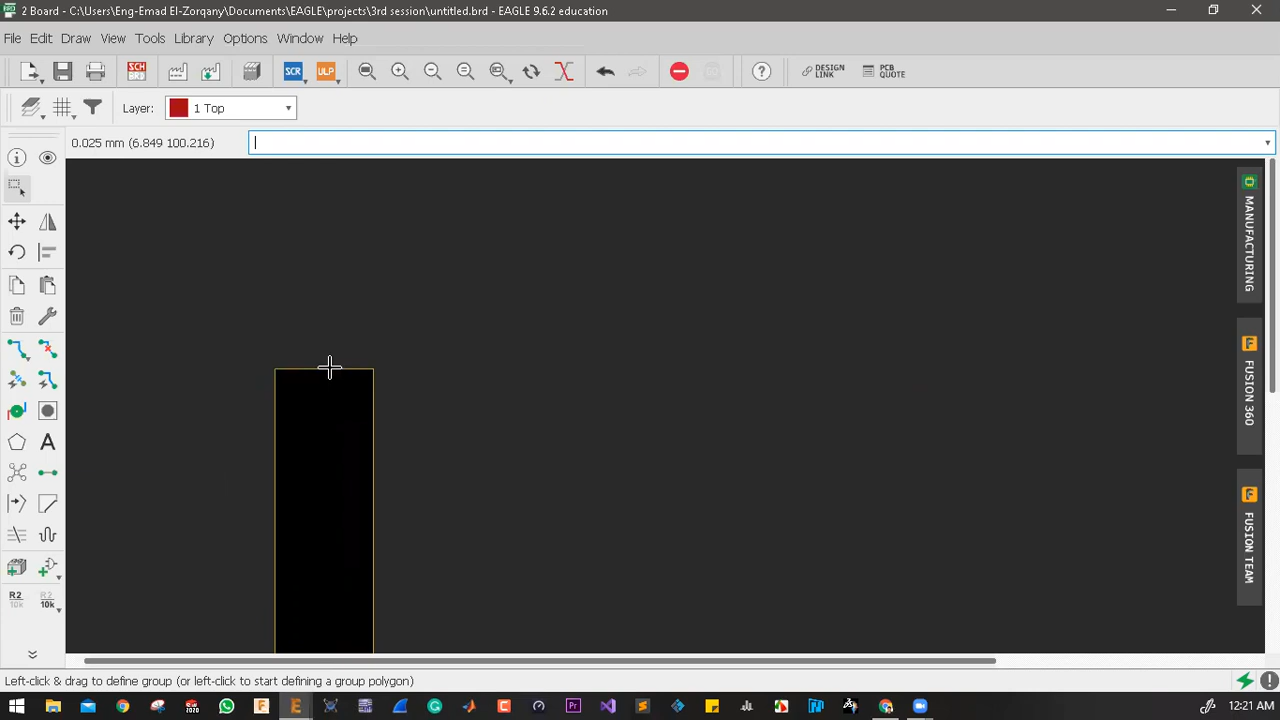 2 Board - C:\Users\Eng-Emad El-Zorqany\Documents\EAGLE\projects\3rd session\untitled.brd - EAGLE 9.6.2 education
File Edit Draw View Tools Library Options Window Help
SCH
BRD
SCR
ULP
DESIGN
LINK
PCB
QUOTE
Layer: 1 Top
0.025 mm (6.849 100.216)
MANUFACTURING
FUSION 360
FUSION TEAM
R2
10k
R2
10k
Left-click & drag to define group (or left-click to start defining a group polygon)
12:21 AM